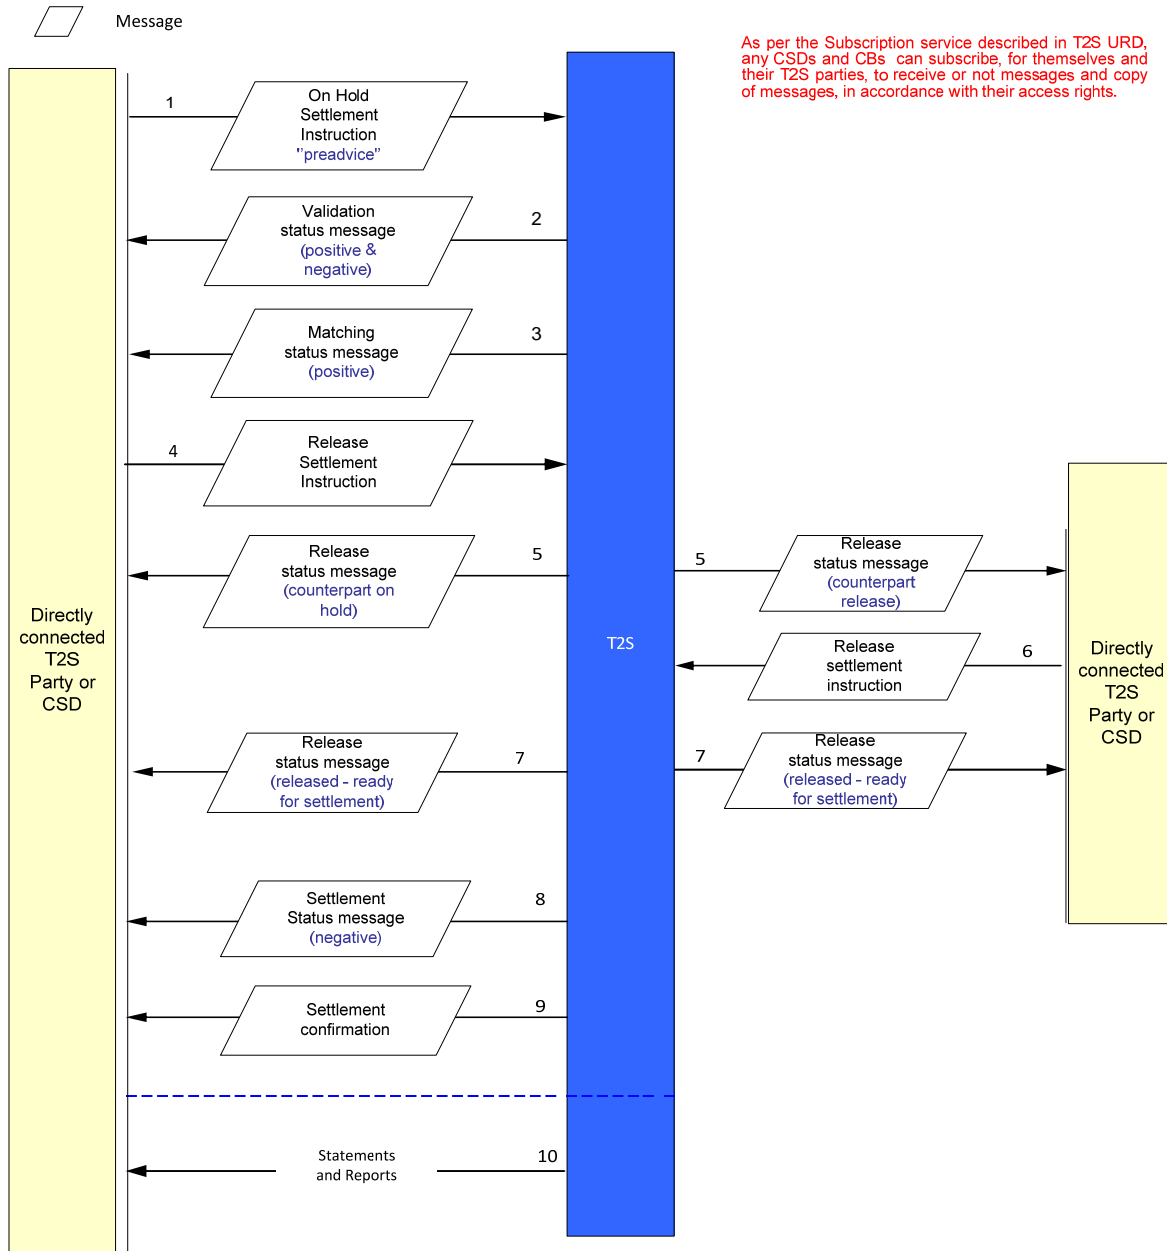 Message
As per the Subscription service described in T2S URD,
any CSDs and CBs can subscribe, for themselves and
their T2S parties, to receive or not messages and copy
of messages, in accordance with their access rights.
1
On Hold
Settlement
Instruction
"preadvice"
Validation
status message
(positive &
negative)
2
Matching
status message
(positive)
3
4
Release
Settlement
Instruction
Release
status message
(counterpart on
hold)
5
5
Release
status message
(counterpart
release)
Release
settlement
instruction
6
Directly
connected
T2S
Party or
CSD
T2S
Directly
connected
T2S
Party or
CSD
Release
status message
(released - ready
for settlement)
7
7
Release
status message
(released - ready
for settlement)
Settlement
Status message
(negative)
8
Settlement
confirmation
9
Statements
and Reports
10